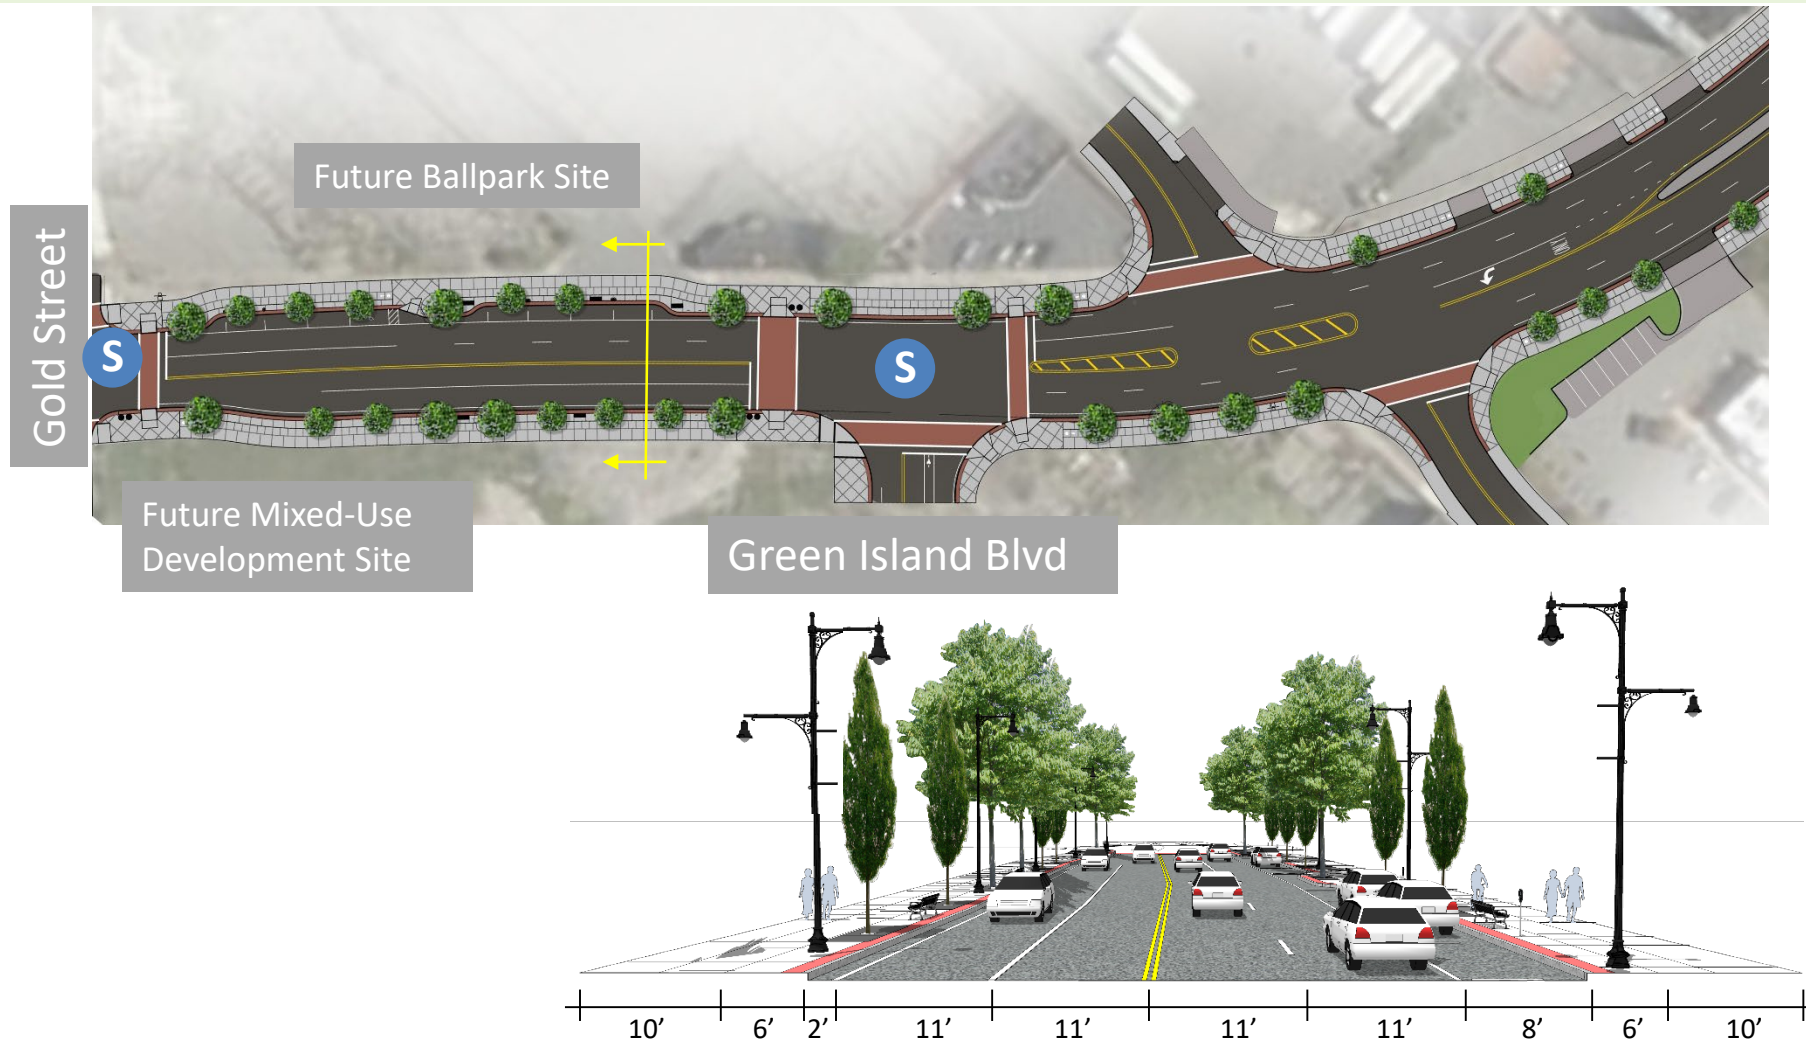 Future Ballpark Site
Gold Street
S
S
Future Mixed-Use
Development Site
Green Island Blvd
10’
6’
2’
11’
11’
11’
11’
8’
6’
10’